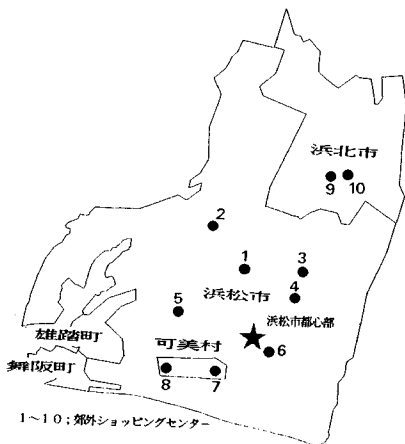 浜北市
9 10
2
1
3
浜松市
4
5
浜松市都心部
雄踏町
可美村
6
舞阪町
8
7
1～10；郊外ショッピングセンター